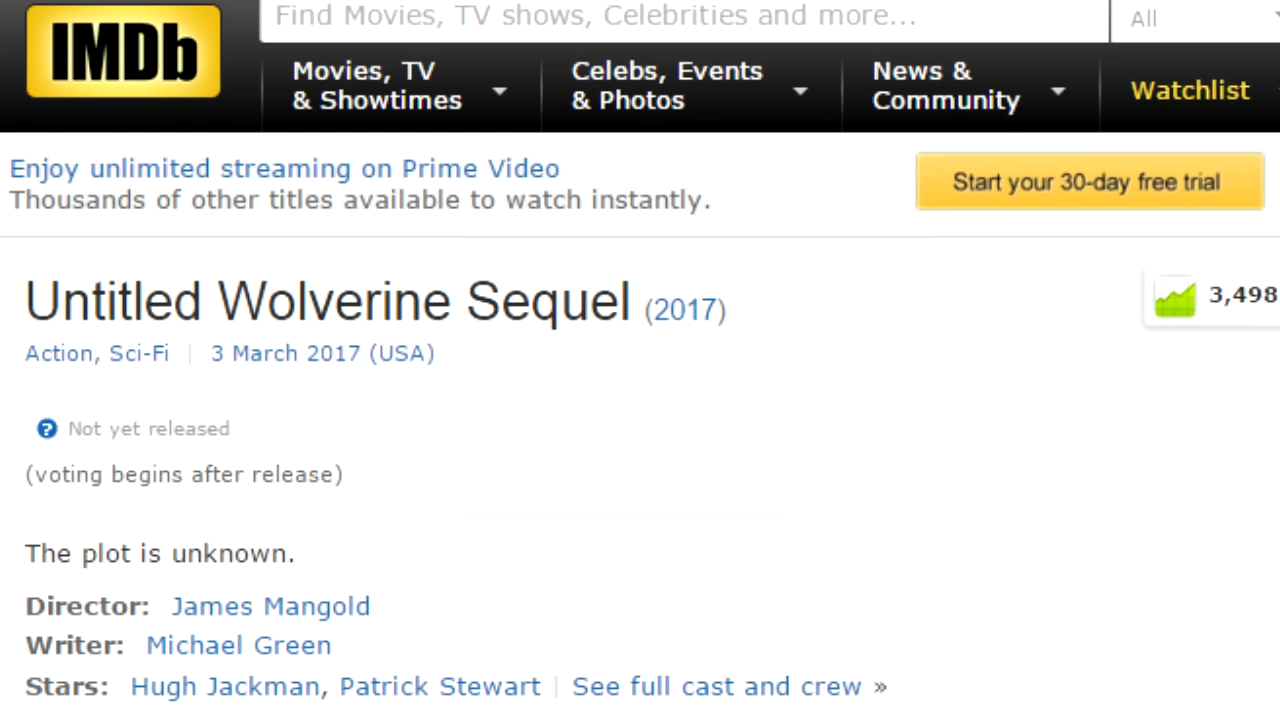 IMDb
Find Movies, TV shows, Celebrities and more...
All
Movies, TV
& Showtimes
Celebs, Events
& Photos
News &
Community
Watchlist
Enjoy unlimited streaming on Prime Video
Thousands of other titles available to watch instantly.
Start your 30-day free trial
Untitled Wolverine Sequel (2017)
3,498
Action, Sci-Fi | 3 March 2017 (USA)
? Not yet released
(voting begins after release)
The plot is unknown.
Director: James Mangold
Writer: Michael Green
Stars: Hugh Jackman, Patrick Stewart | See full cast and crew »